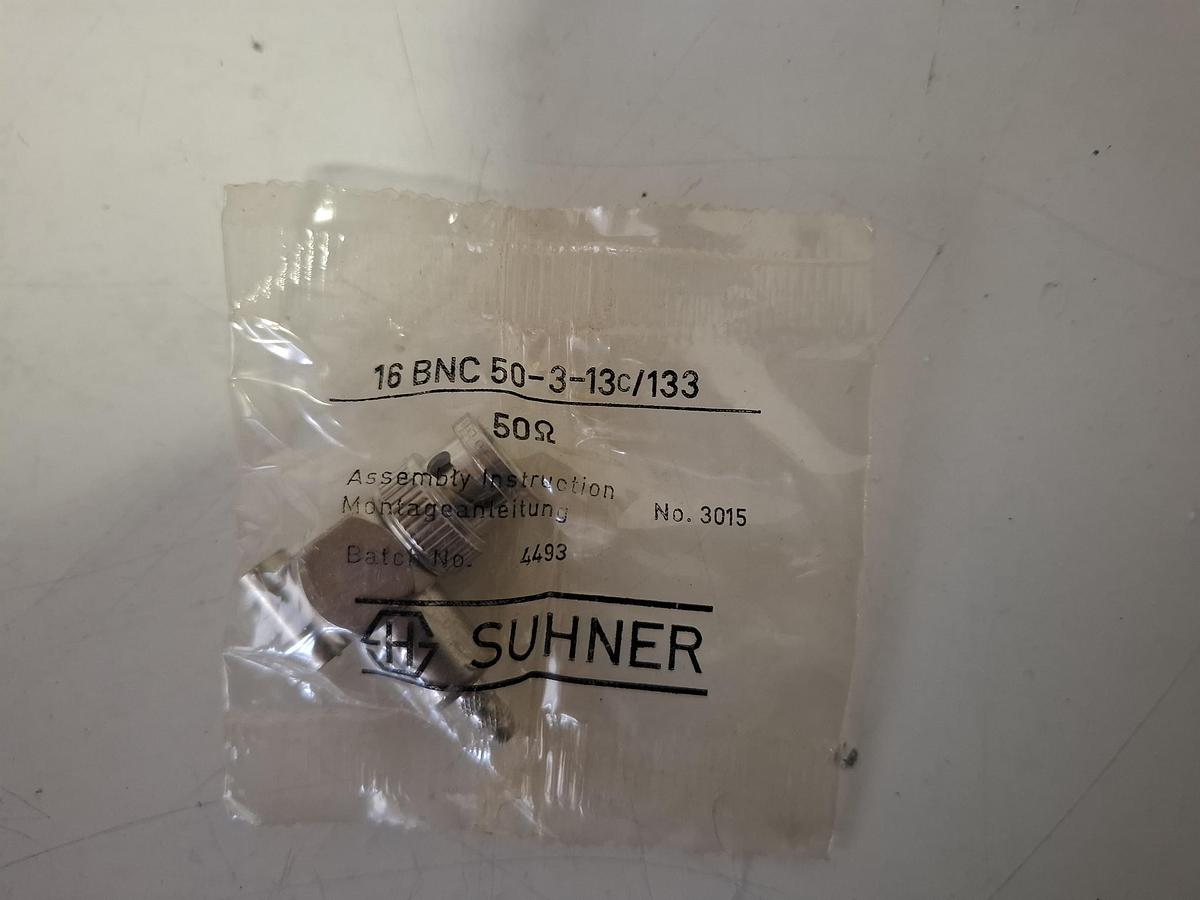 16 BNC 50-3-13c/133
50Ω
Assembly Instruction
Montageanleitung No. 3015
Batch No. 4493
H SUHNER